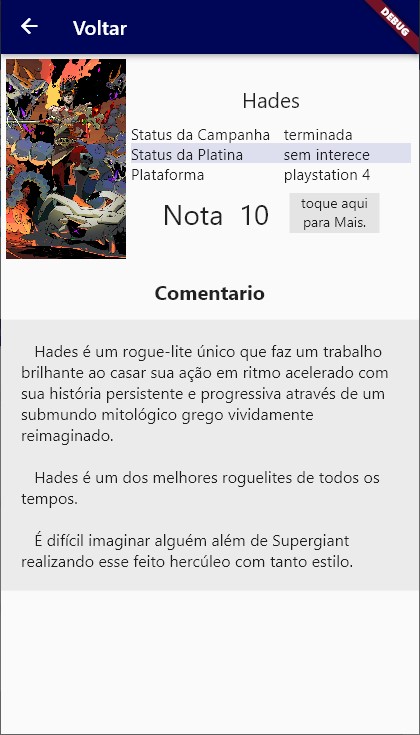 Voltar
DEBUG
Hades
Status da Campanha terminada
Status da Platina sem interece
Plataforma playstation 4
Nota 10
toque aqui
para Mais.
Comentario
Hades é um rogue-lite único que faz um trabalho
brilhante ao casar sua ação em ritmo acelerado com
sua história persistente e progressiva através de um
submundo mitológico grego vividamente
reimaginado.
Hades é um dos melhores roguelites de todos os
tempos.
É difícil imaginar alguém além de Supergiant
realizando esse feito hercúleo com tanto estilo.